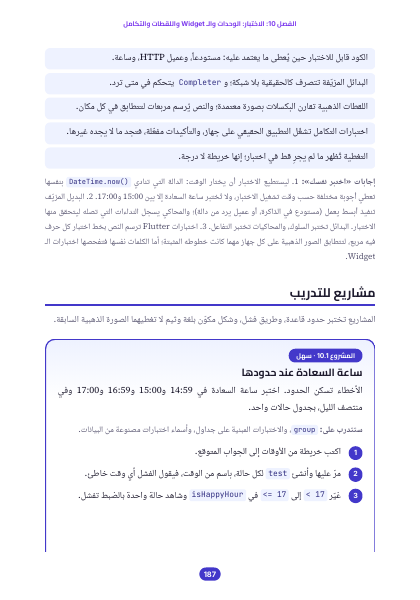 الفصل 10: الاختبار: الوحدات والـ Widget واللقطات والتكامل
الكود قابل للاختبار حين يُعطى ما يعتمد عليه: مستودعاً، وعميل HTTP، وساعة.
البدائل المزيّفة تتصرف كالحقيقية بلا شبكة؛ و Completer يتحكم في متى ترد.
اللقطات الذهبية تقارن البكسلات بصورة معتمدة؛ والنص يُرسم مربعات لتتطابق في كل مكان.
اختبارات التكامل تشغّل التطبيق الحقيقي على جهاز، والتأكيدات مفعّلة، فتجد ما لا يجده غيرها.
التغطية تُظهر ما لم يجرِ قط في اختبار؛ إنها خريطة لا درجة.
إجابات «اختبر نفسك»: 1. ليستطيع الاختبار أن يختار الوقت: الدالة التي تنادي DateTime.now() بنفسها
تعطي أجوبة مختلفة حسب وقت تشغيل الاختبار، ولا تُختبر ساعة السعادة إلا بين 15:00 و17:00. 2. البديل المزيّف
تنفيذ أبسط يعمل (مستودع في الذاكرة، أو عميل يرد من دالة)؛ والمحاكي يسجل النداءات التي تصله ليتحقق منها
الاختبار. البدائل تختبر السلوك، والمحاكيات تختبر التفاعل. 3. اختبارات Flutter ترسم النص بخط اختبار كل حرف
فيه مربع، لتتطابق الصور الذهبية على كل جهاز مهما كانت خطوطه المثبتة؛ أما الكلمات نفسها فتفحصها اختبارات الـ
Widget.
مشاريع للتدريب
المشاريع تختبر حدود قاعدة، وطريق فشل، وشكل مكوّن بلغة وثيم لا تغطيهما الصورة الذهبية السابقة.
المشروع 10.1 · سهل
ساعة السعادة عند حدودها
الأخطاء تسكن الحدود. اختبر ساعة السعادة في 14:59 و15:00 و16:59 و17:00 وفي
منتصف الليل، بجدول حالات واحد.
ستتدرب على: group، والاختبارات المبنية على جداول، وأسماء اختبارات مصنوعة من البيانات.
1 اكتب خريطة من الأوقات إلى الجواب المتوقع.
2 مرّ عليها وأنشئ test لكل حالة، باسم من الوقت، فيقول الفشل أي وقت خاطئ.
3 غيّر < 17 إلى <= 17 في isHappyHour وشاهد حالة واحدة بالضبط تفشل.
187